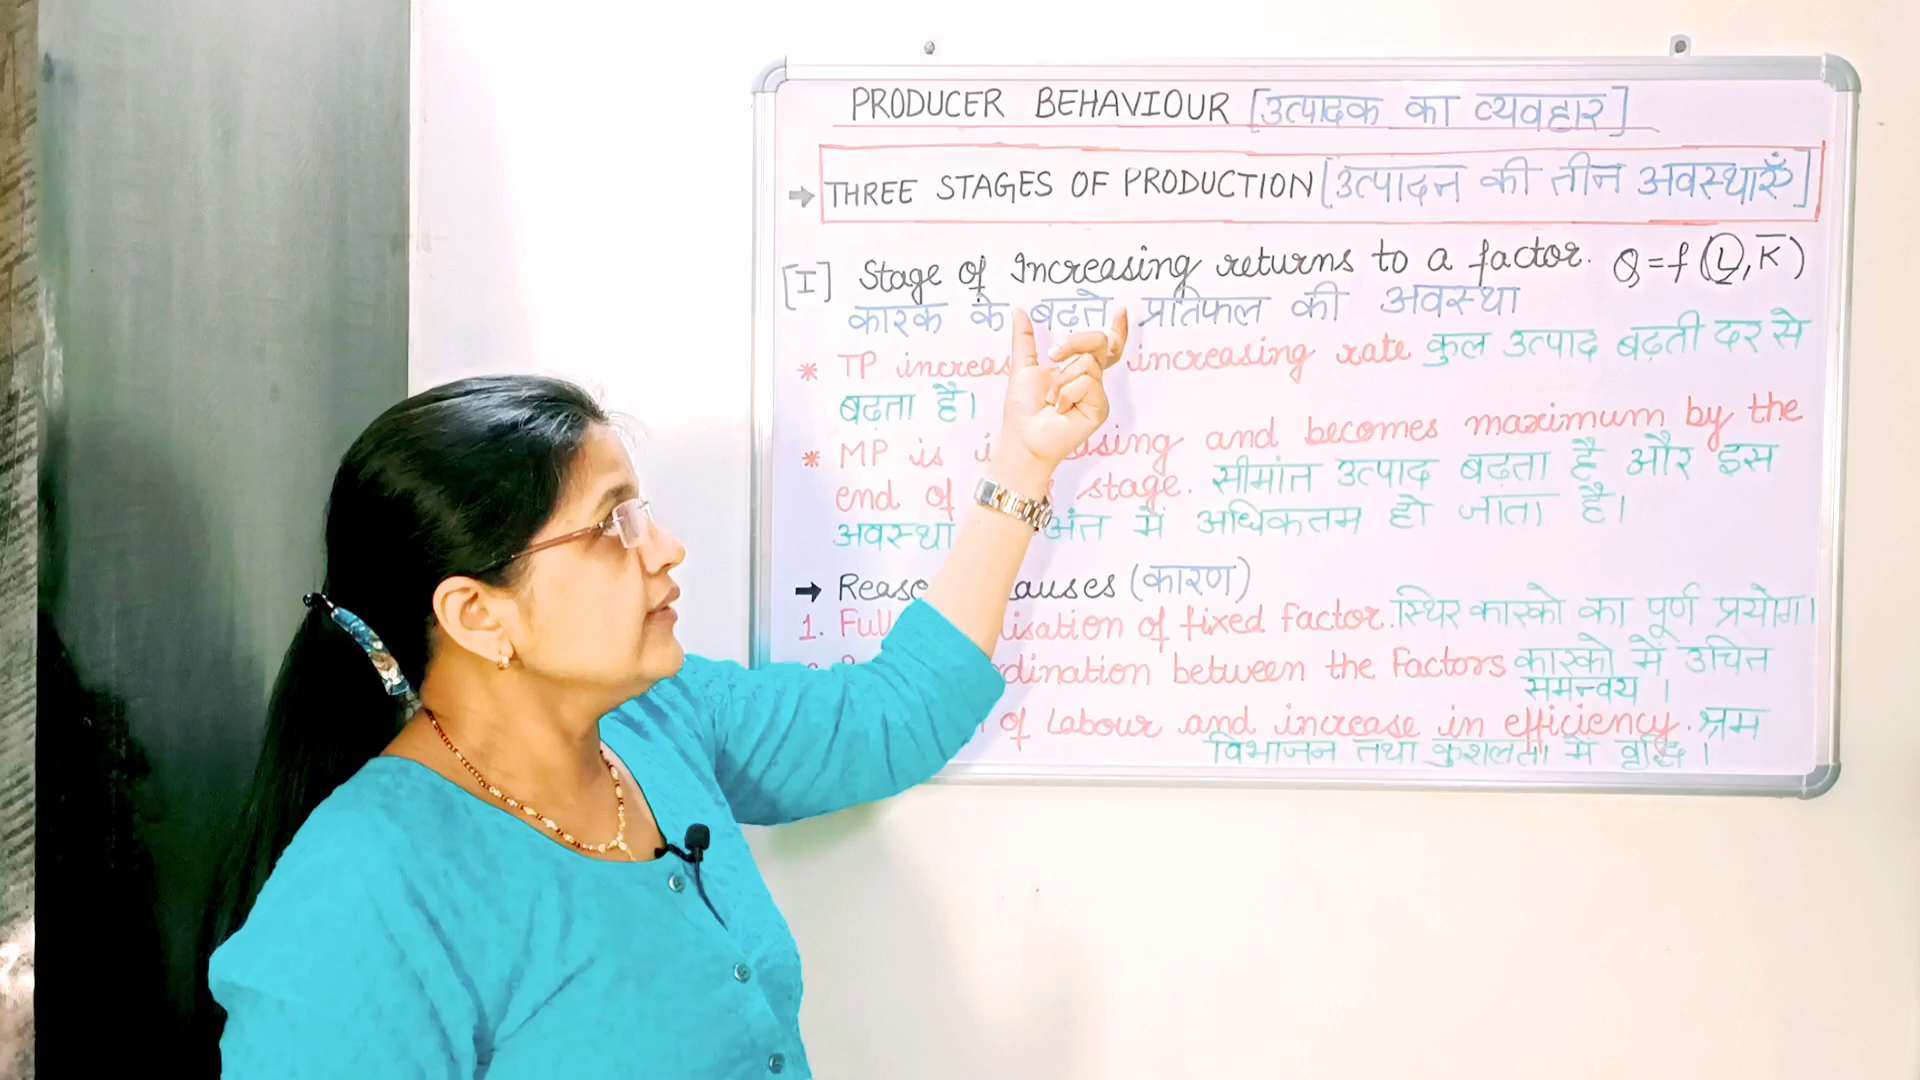 PRODUCER BEHAVIOUR [उत्पादक का व्यवहार]
THREE STAGES OF PRODUCTION [उत्पादन की तीन अवस्थाएँ]
[I] Stage of Increasing returns to a factor. Q = f (L, K̅)
कारक के बढ़ते प्रतिफल की अवस्था
* TP increas increasing rate कुल उत्पाद बढ़ती दर से
बढ़ता है।
* MP is i sing and becomes maximum by the
end of stage. सीमांत उत्पाद बढ़ता है और इस
अवस्था अंत में अधिकतम हो जाता है।
→ Reaso auses (कारण)
1. Full lisation of fixed factor. स्थिर कारको का पूर्ण प्रयोग।
rdination between the Factors कारको में उचित
समन्वय ।
of Labour and increase in efficiency. श्रम
विभाजन तथा कुशलता में वृद्धि ।